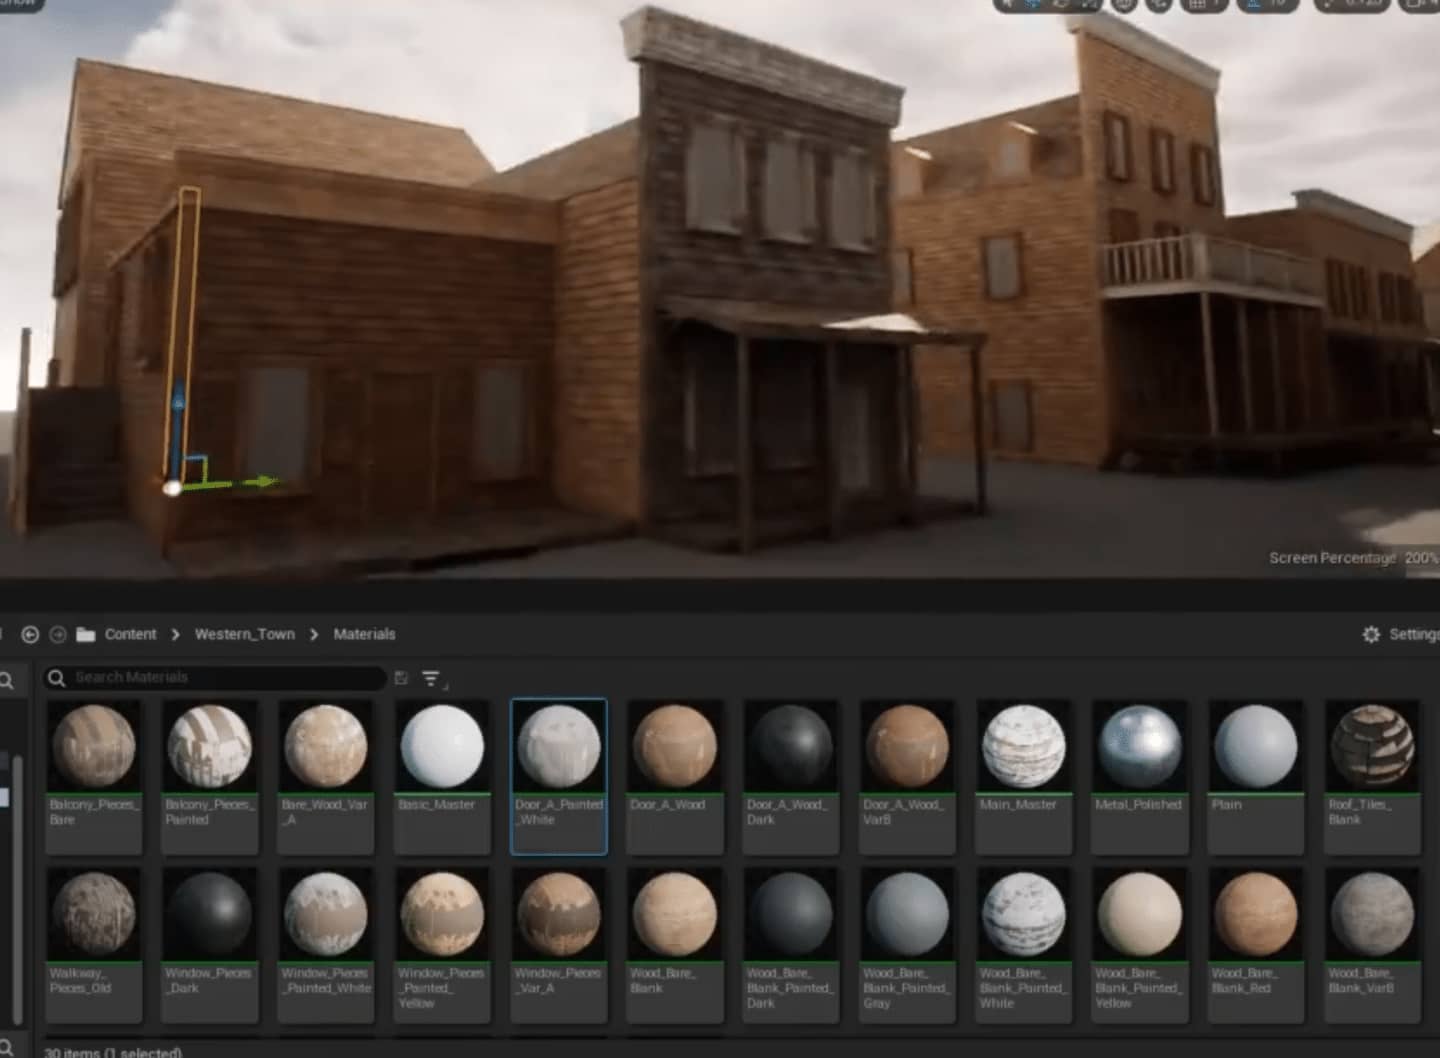 Show
Screen Percentage 200%
Content > Western_Town > Materials
Settings
Search Materials
Balcony_Pieces_
Bare
Balcony_Pieces_
Painted
Bare_Wood_Var
_A
Basic_Master
Door_A_Painted
_White
Door_A_Wood
Door_A_Wood_
Dark
Door_A_Wood_
VarB
Main_Master
Metal_Polished
Plain
Roof_Tiles_
Blank
Walkway_
Pieces_Old
Window_Pieces
_Dark
Window_Pieces
_Painted_White
Window_Pieces
_Painted_
Yellow
Window_Pieces
_Var_A
Wood_Bare_
Blank
Wood_Bare_
Blank_Painted_
Dark
Wood_Bare_
Blank_Painted_
Gray
Wood_Bare_
Blank_Painted_
White
Wood_Bare_
Blank_Painted_
Yellow
Wood_Bare_
Blank_Red
Wood_Bare_
Blank_VarB
30 items (1 selected)